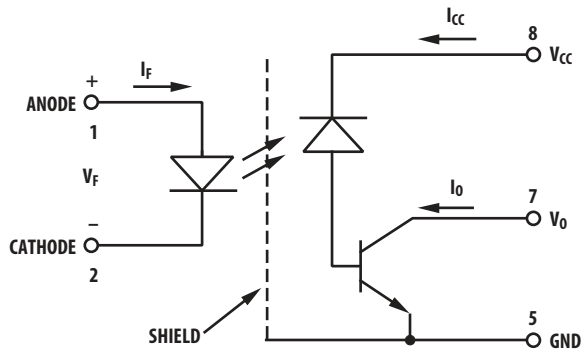 ANODE
+
1
I_F
V_F
–
CATHODE
2
SHIELD
I_CC
8
V_CC
I_O
7
V_O
5
GND